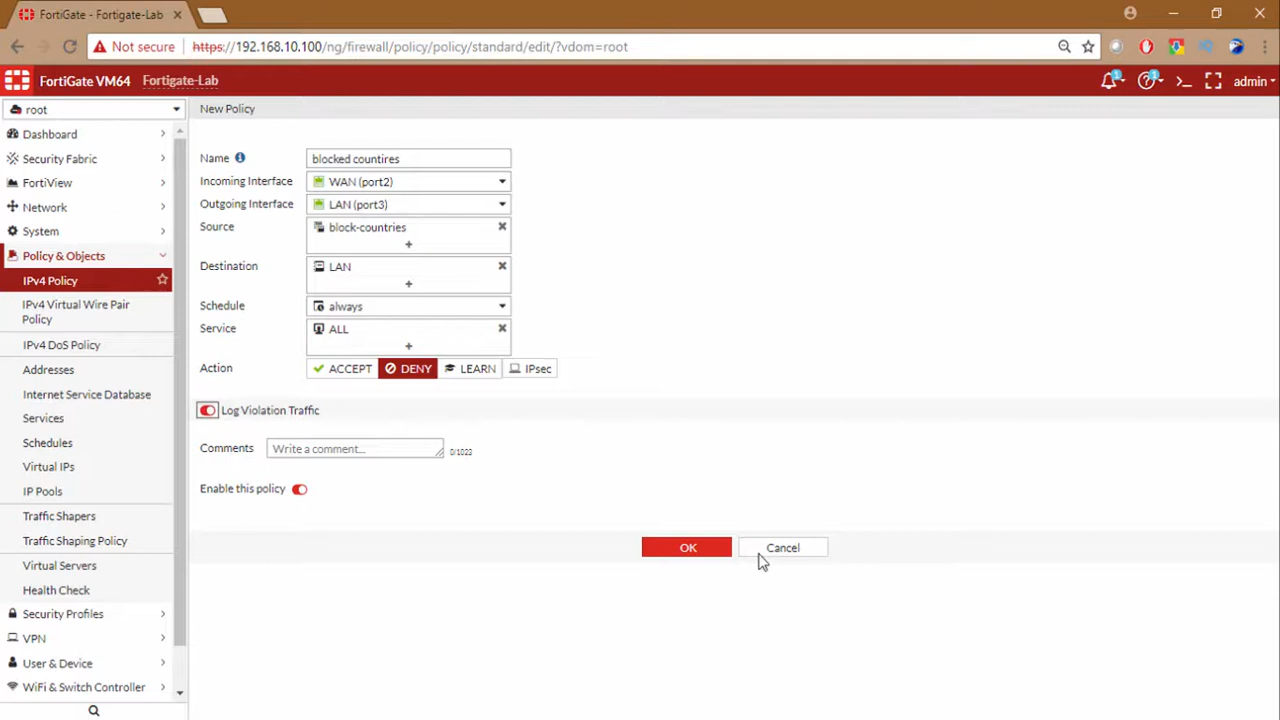 FortiGate - Fortigate-Lab
Not secure https://192.168.10.100/ng/firewall/policy/policy/standard/edit/?vdom=root
FortiGate VM64 Fortigate-Lab
1 1 admin
root
New Policy
Dashboard
Security Fabric
FortiView
Network
System
Policy & Objects
IPv4 Policy
IPv4 Virtual Wire Pair
Policy
IPv4 DoS Policy
Addresses
Internet Service Database
Services
Schedules
Virtual IPs
IP Pools
Traffic Shapers
Traffic Shaping Policy
Virtual Servers
Health Check
Security Profiles
VPN
User & Device
WiFi & Switch Controller
Name blocked countires
Incoming Interface WAN (port2)
Outgoing Interface LAN (port3)
Source block-countries
+
Destination LAN
+
Schedule always
Service ALL
+
Action ACCEPT DENY LEARN IPsec
Log Violation Traffic
Comments Write a comment... 0/1022
Enable this policy
OK Cancel